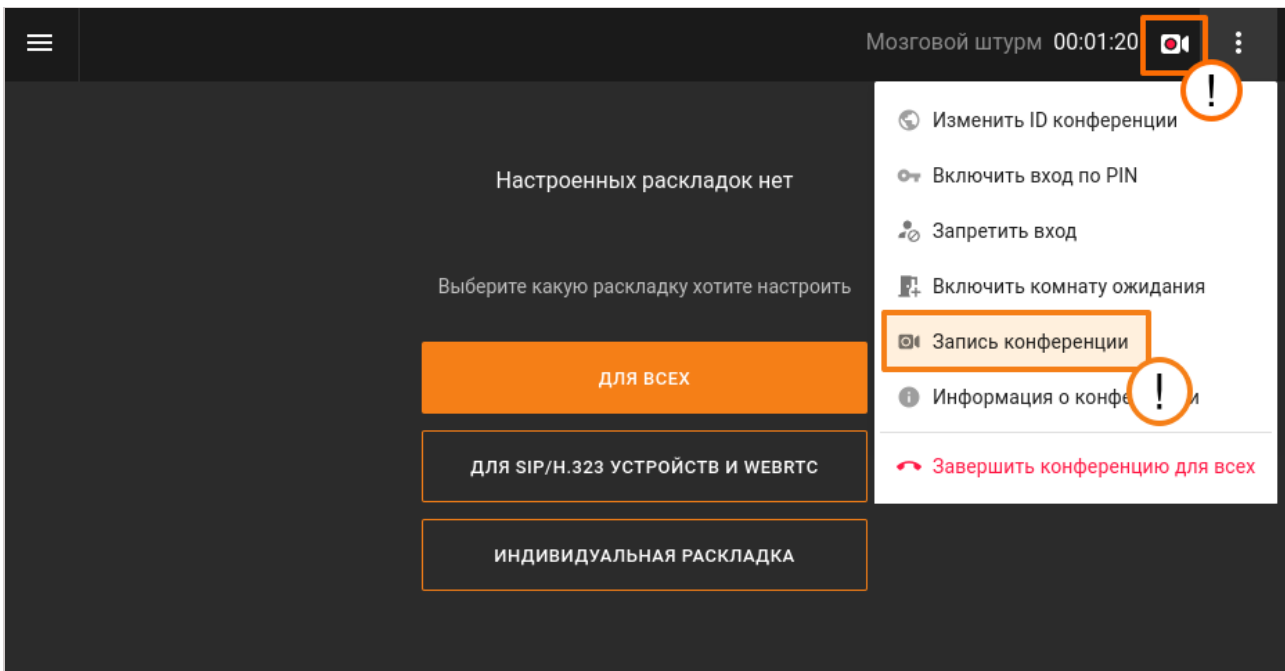 Мозговой штурм 00:01:20
!
Изменить ID конференции
Настроенных раскладок нет
Включить вход по PIN
Запретить вход
Выберите какую раскладку хотите настроить
Включить комнату ожидания
Запись конференции
!
ДЛЯ ВСЕХ
Информация о
ДЛЯ SIP/H.323 УСТРОЙСТВ И WEBRTC
Завершить конференцию для всех
ИНДИВИДУАЛЬНАЯ РАСКЛАДКА